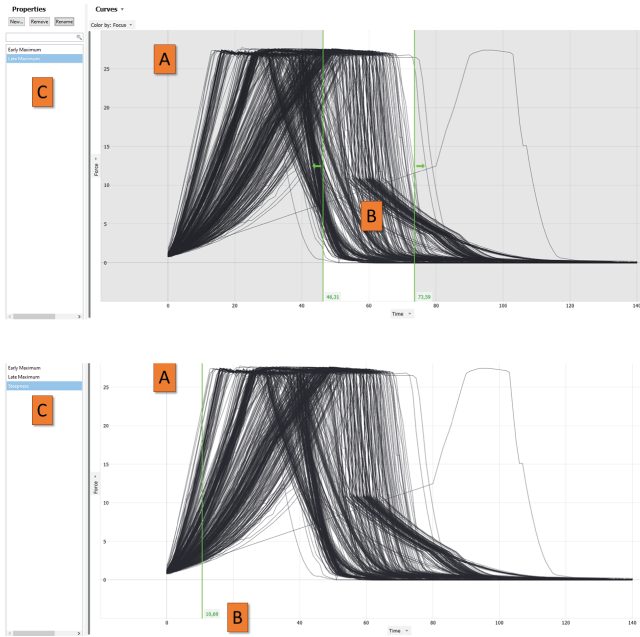 Properties
Curves
New... Remove Rename
Color by: Focus
Early Maximum
Late Maximum
A
C
B
25
20
15
10
5
0
Force
46,31
73,59
0 20 40 60 80 100 120 140
Time
Early Maximum
Late Maximum
Steepness
A
C
25
20
15
10
5
0
Force
10,69
B
0 40 60 80 100 120 140
Time